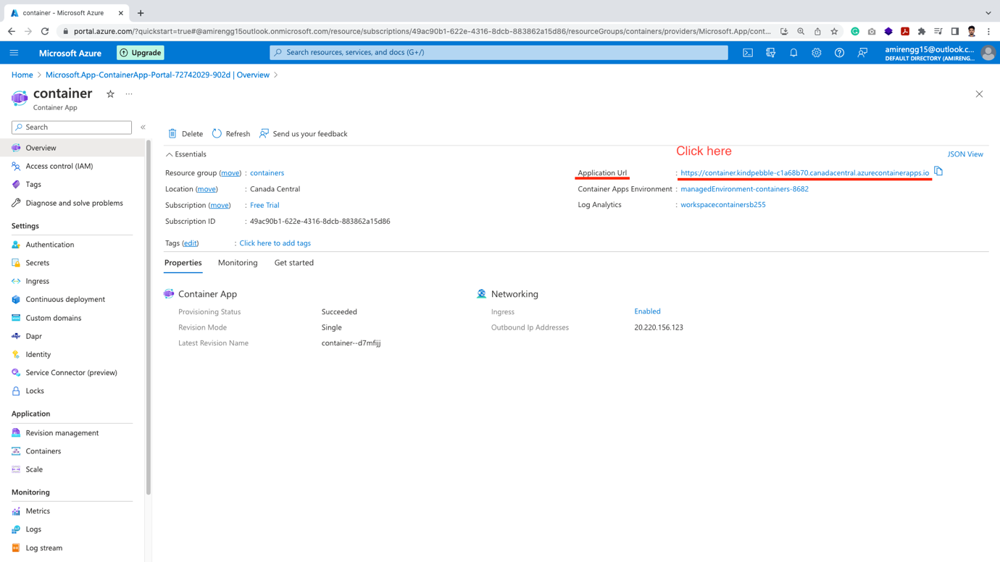 container - Microsoft Azure
portal.azure.com/?quickstart=true#@amirengg15outlook.onmicrosoft.com/resource/subscriptions/49ac90b1-622e-4316-8dcb-883862a15d86/resourceGroups/containers/providers/Microsoft.App/cont...
Microsoft Azure Upgrade Search resources, services, and docs (G+/) amirengg15@outlook.c...
DEFAULT DIRECTORY (AMIRENG...
Home > Microsoft.App-ContainerApp-Portal-72742029-902d | Overview >
container ...
Container App
Search «
Delete Refresh Send us your feedback
Overview
Access control (IAM)
Tags
Diagnose and solve problems
Settings
Authentication
Secrets
Ingress
Continuous deployment
Custom domains
Dapr
Identity
Service Connector (preview)
Locks
Application
Revision management
Containers
Scale
Monitoring
Metrics
Logs
Log stream
Click here
Essentials JSON View
Resource group (move) : containers
Location (move) : Canada Central
Subscription (move) : Free Trial
Subscription ID : 49ac90b1-622e-4316-8dcb-883862a15d86
Tags (edit) : Click here to add tags
Application Url : https://container.kindpebble-c1a68b70.canadacentral.azurecontainerapps.io
Container Apps Environment : managedEnvironment-containers-8682
Log Analytics : workspacecontainersb255
Properties Monitoring Get started
Container App
Provisioning Status Succeeded
Revision Mode Single
Latest Revision Name container--d7mfijj
Networking
Ingress Enabled
Outbound Ip Addresses 20.220.156.123